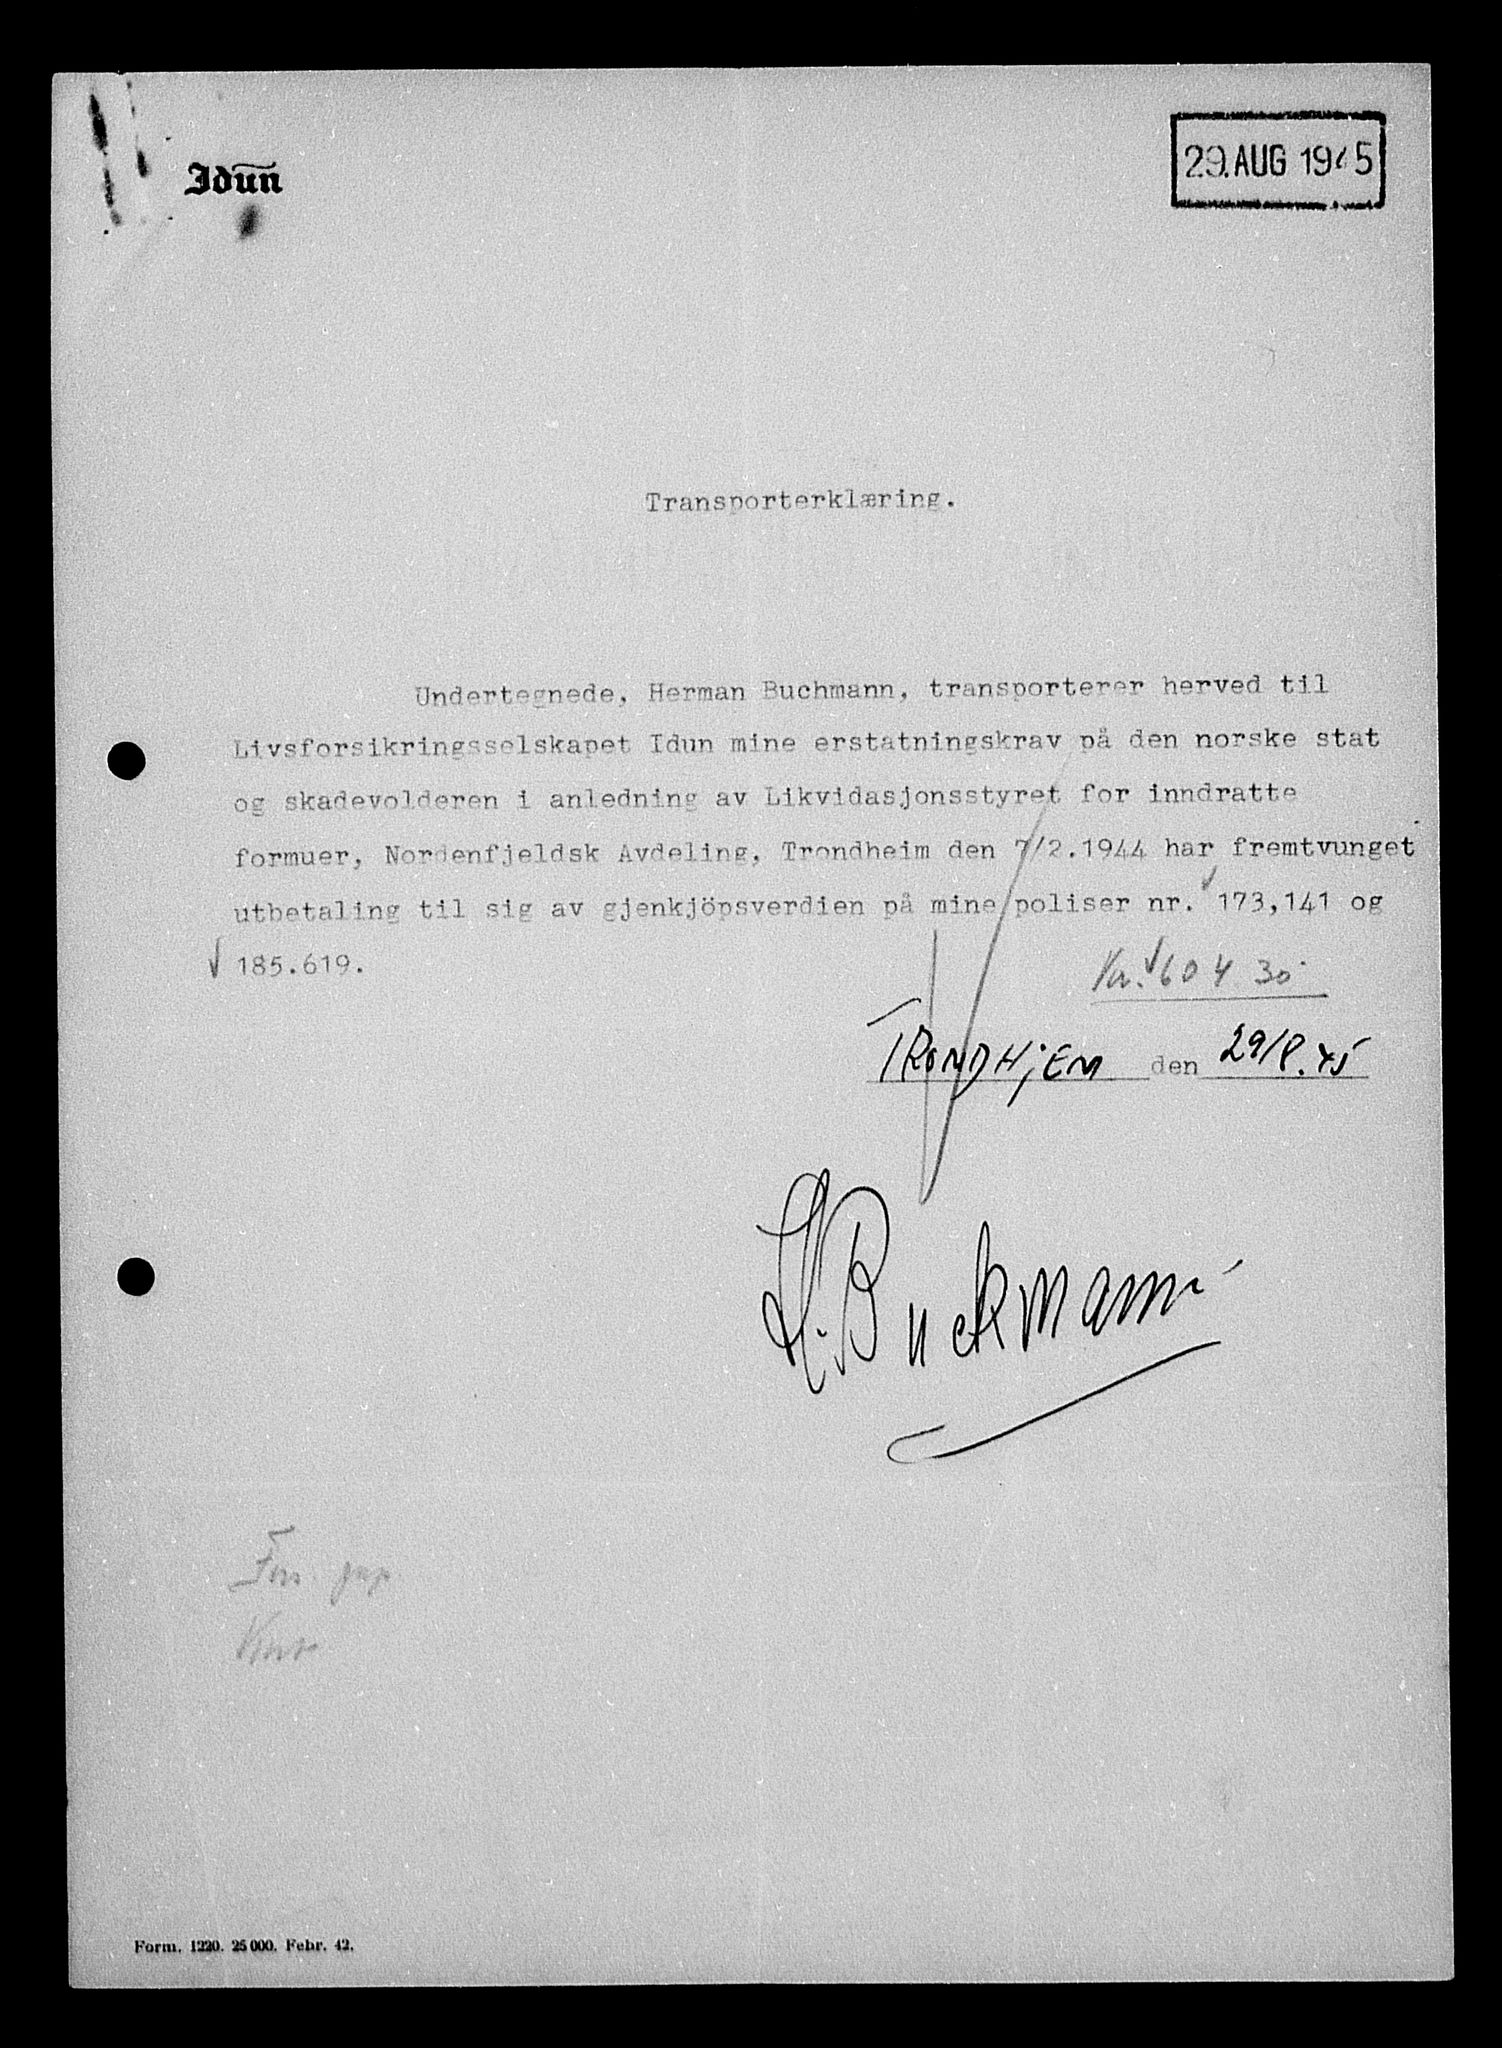 Idun
29. AUG 1945
Transporterklæring.
Undertegnede, Herman Buchmann, transporterer herved til
Livsforsikringsselskapet Idun mine erstatningskrav på den norske stat
og skadevolderen i anledning av Likvidasjonsstyret for inndratte
formuer, Nordenfjeldsk Avdeling, Trondheim den 7/2.1944 har fremtvunget
utbetaling til sig av gjenkjöpsverdien på mine poliser nr. 173,141 og
185.619.
Kr. 604 30
TRONDHjEM den 29/8.45
H. Buchmann
Form. 1220. 25 000. Febr. 42.